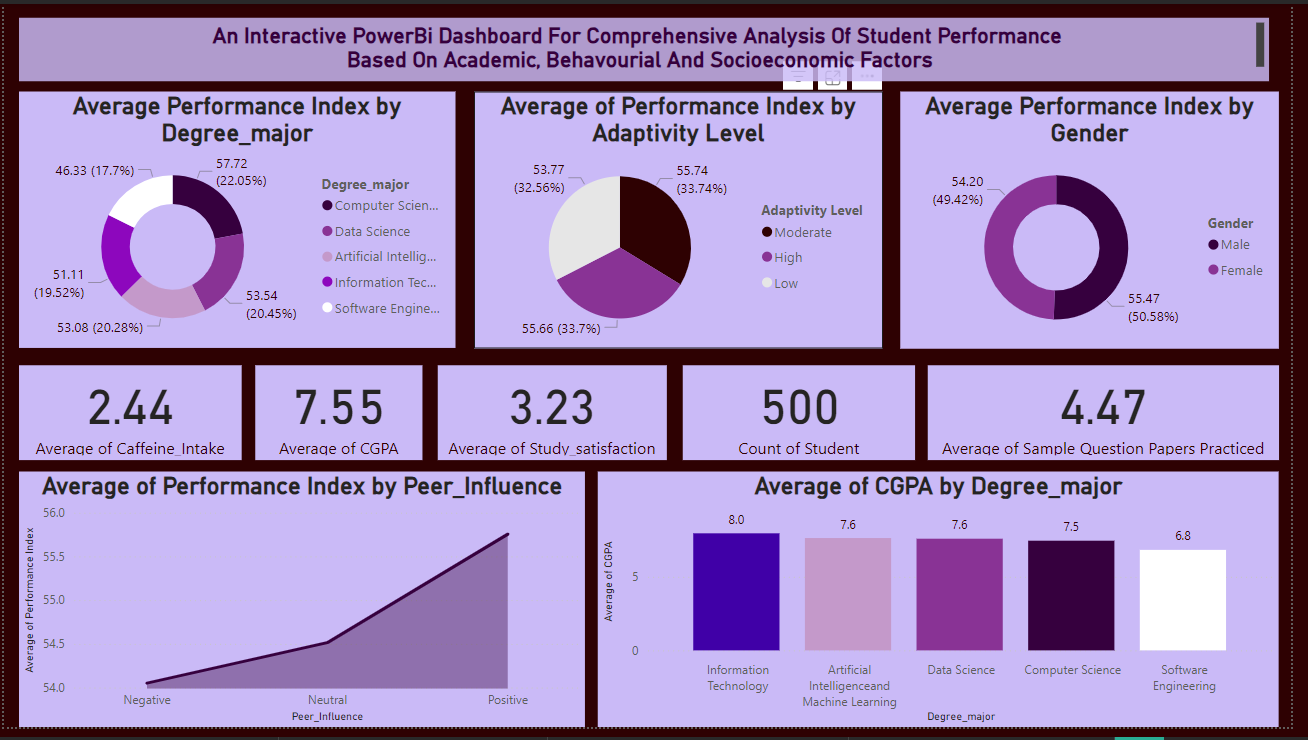 An Interactive PowerBi Dashboard For Comprehensive Analysis Of Student Performance
Based On Academic, Behavourial And Socioeconomic Factors
Average Performance Index by
Degree_major
46.33 (17.7%)
57.72
(22.05%)
51.11
(19.52%)
53.54
(20.45%)
53.08 (20.28%)
Degree_major
Computer Scien...
Data Science
Artificial Intellig...
Information Tec...
Software Engine...
Average of Performance Index by
Adaptivity Level
53.77
(32.56%)
55.74
(33.74%)
55.66 (33.7%)
Adaptivity Level
Moderate
High
Low
Average Performance Index by
Gender
54.20
(49.42%)
55.47
(50.58%)
Gender
Male
Female
2.44
Average of Caffeine_Intake
7.55
Average of CGPA
3.23
Average of Study_satisfaction
500
Count of Student
4.47
Average of Sample Question Papers Practiced
Average of Performance Index by Peer_Influence
Average of Performance Index
56.0
55.5
55.0
54.5
54.0
Negative
Neutral
Positive
Peer_Influence
Average of CGPA by Degree_major
Average of CGPA
5
0
8.0
7.6
7.6
7.5
6.8
Information
Technology
Artificial
Intelligenceand
Machine Learning
Data Science
Computer Science
Software
Engineering
Degree_major